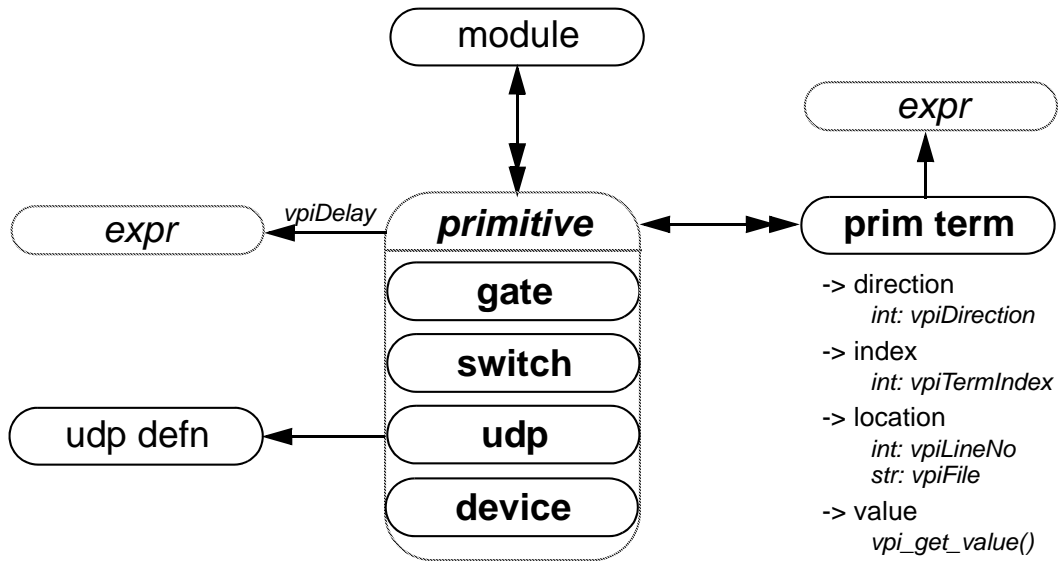 module
expr
expr
vpiDelay
primitive
prim term
gate
switch
udp
device
udp defn
-> direction
int: vpiDirection
-> index
int: vpiTermIndex
-> location
int: vpiLineNo
str: vpiFile
-> value
vpi_get_value()